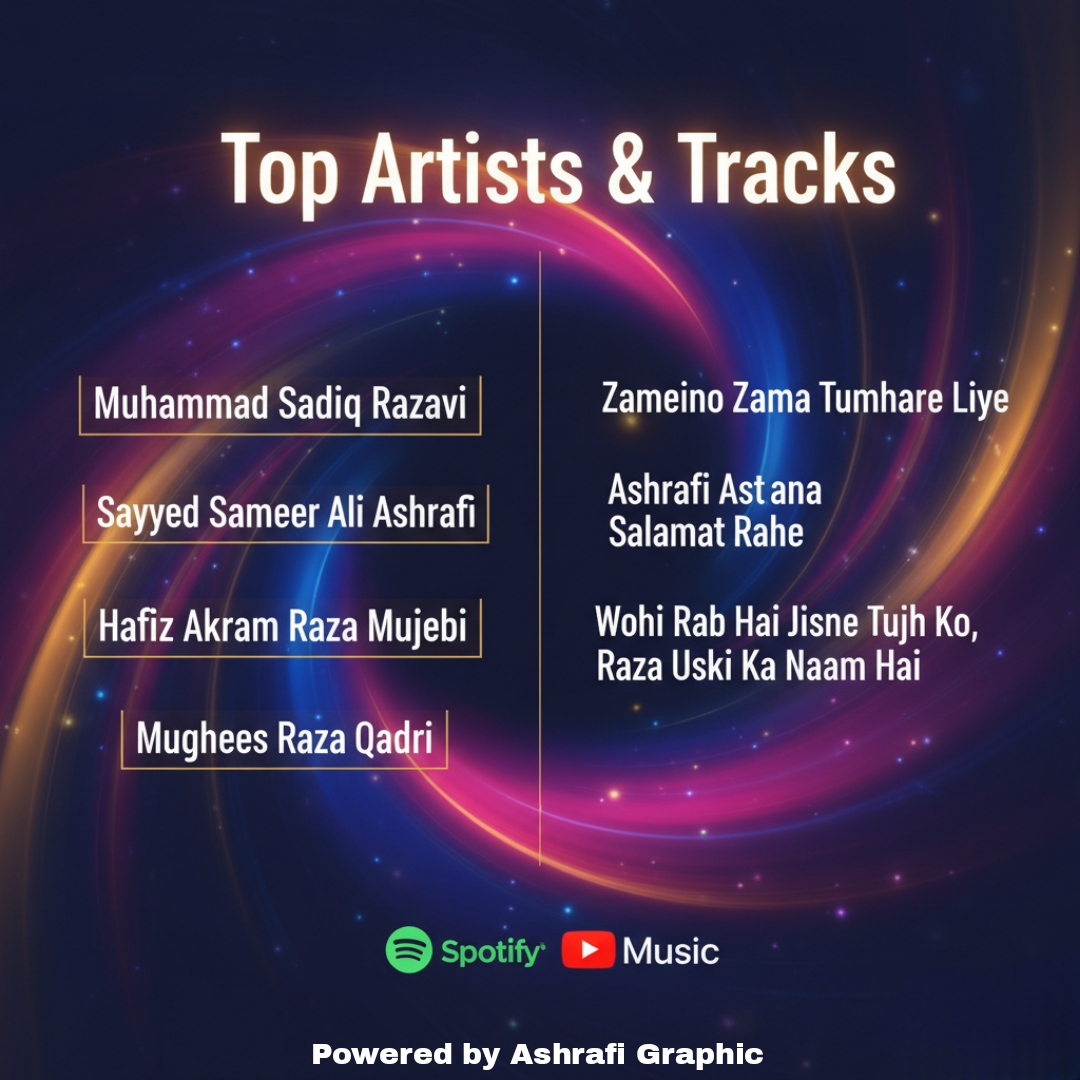 Top Artists & Tracks
Muhammad Sadiq Razavi
Sayyed Sameer Ali Ashrafi
Hafiz Akram Raza Mujebi
Mughees Raza Qadri
Zameino Zama Tumhare Liye
Ashrafi Astana
Salamat Rahe
Wohi Rab Hai Jisne Tujh Ko,
Raza Uski Ka Naam Hai
Spotify®
Music
Powered by Ashrafi Graphic